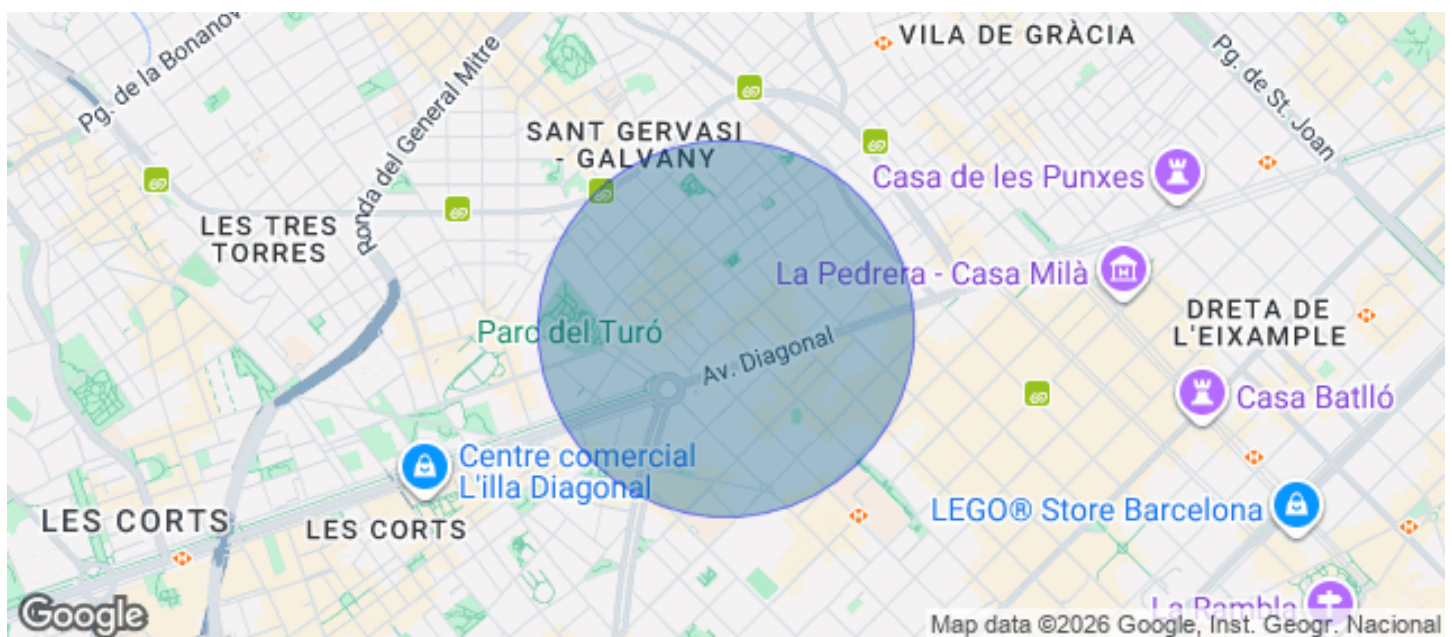 Pg. de la Bonanov
Ronda del General Mitre
VILA DE GRÀCIA
Pg. de St. Joan
SANT GERVASI
- GALVANY
Casa de les Punxes
LES TRES
TORRES
La Pedrera - Casa Milà
DRETA DE
L'EIXAMPLE
Parc del Turó
Av. Diagonal
Casa Batlló
Centre comercial
L'illa Diagonal
LES CORTS
LES CORTS
LEGO® Store Barcelona
La Rambla
Google
Map data ©2026 Google, Inst. Geogr. Nacional